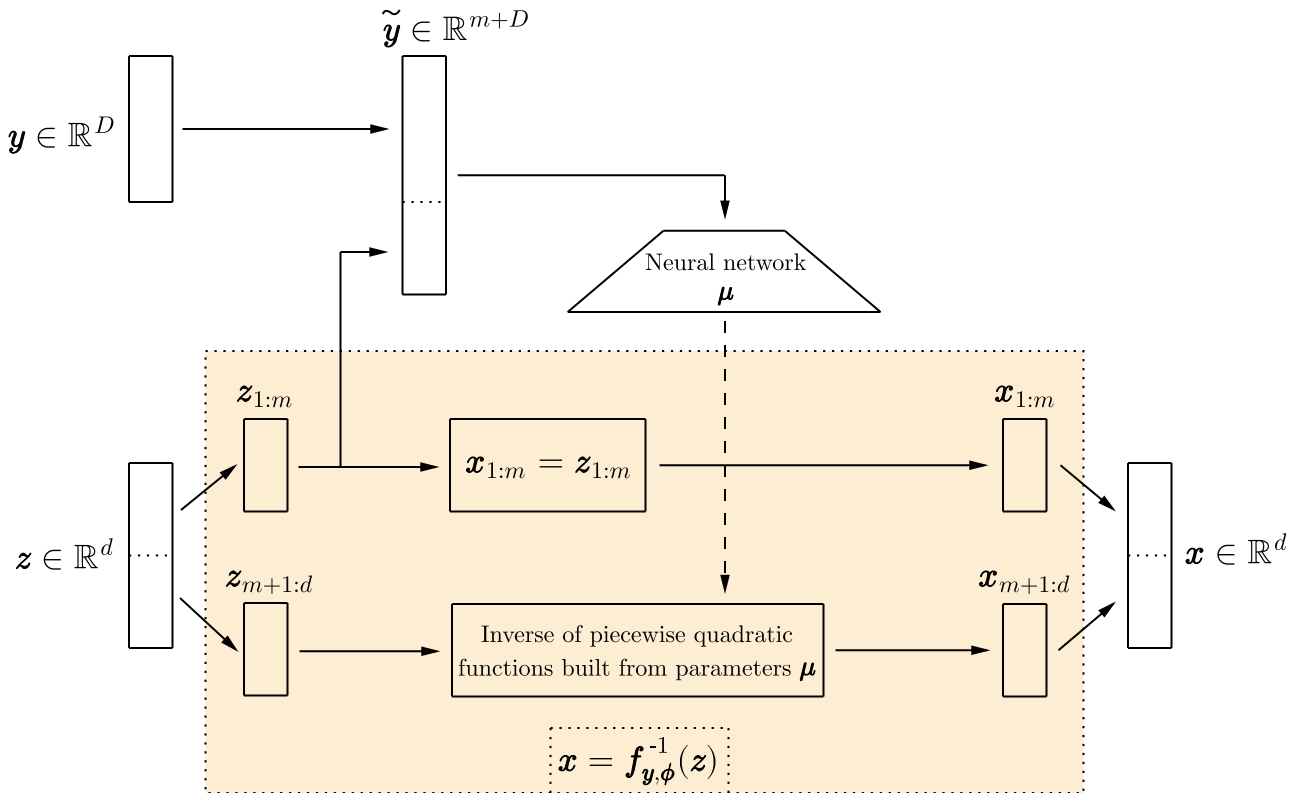 ỹ ∈ ℝ^{m+D}
y ∈ ℝ^D
Neural network
μ
z_{1:m}
x_{1:m}
x_{1:m} = z_{1:m}
z ∈ ℝ^d
x ∈ ℝ^d
z_{m+1:d}
x_{m+1:d}
Inverse of piecewise quadratic
functions built from parameters μ
x = f_{y,ϕ}^{-1}(z)